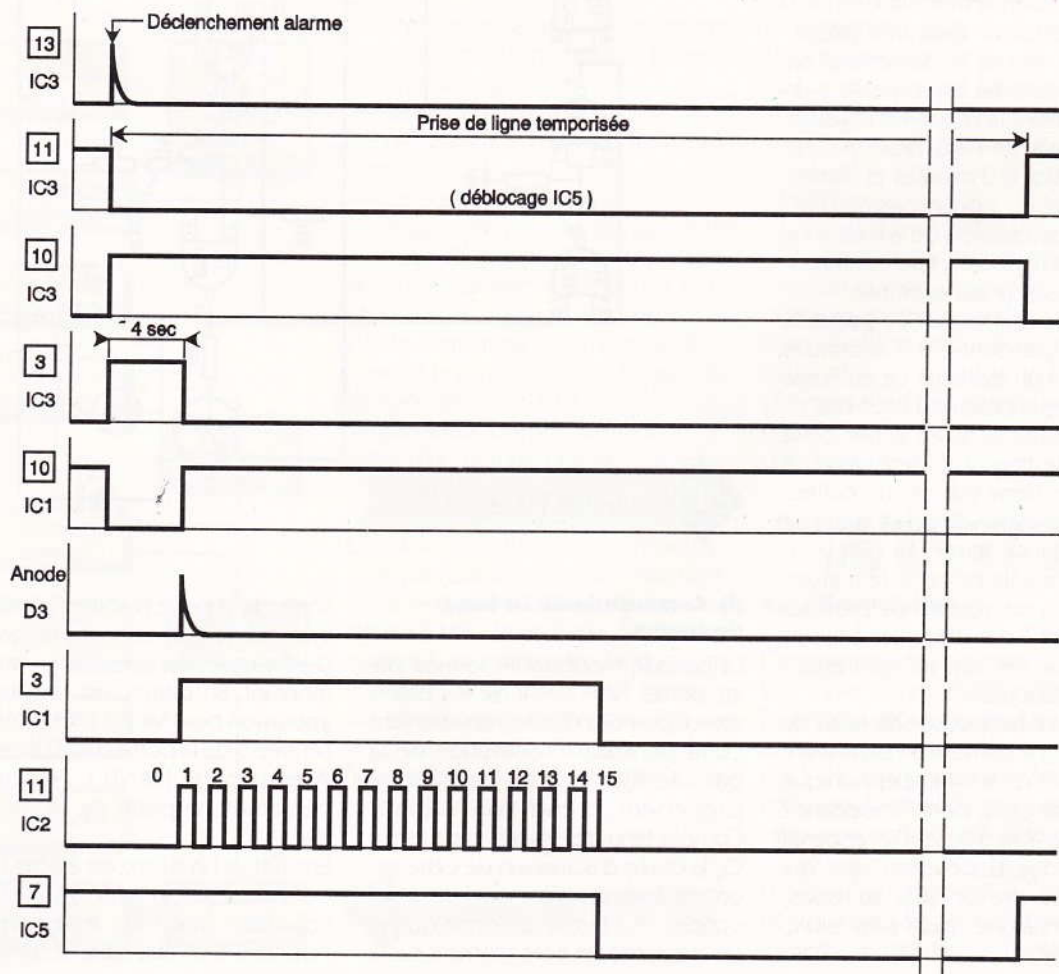 Déclenchement alarme
13
IC3
Prise de ligne temporisée
11
IC3
( déblocage IC5 )
10
IC3
~ 4 sec
3
IC3
10
IC1
Anode
D3
3
IC1
0 1 2 3 4 5 6 7 8 9 10 11 12 13 14 15
11
IC2
7
IC5